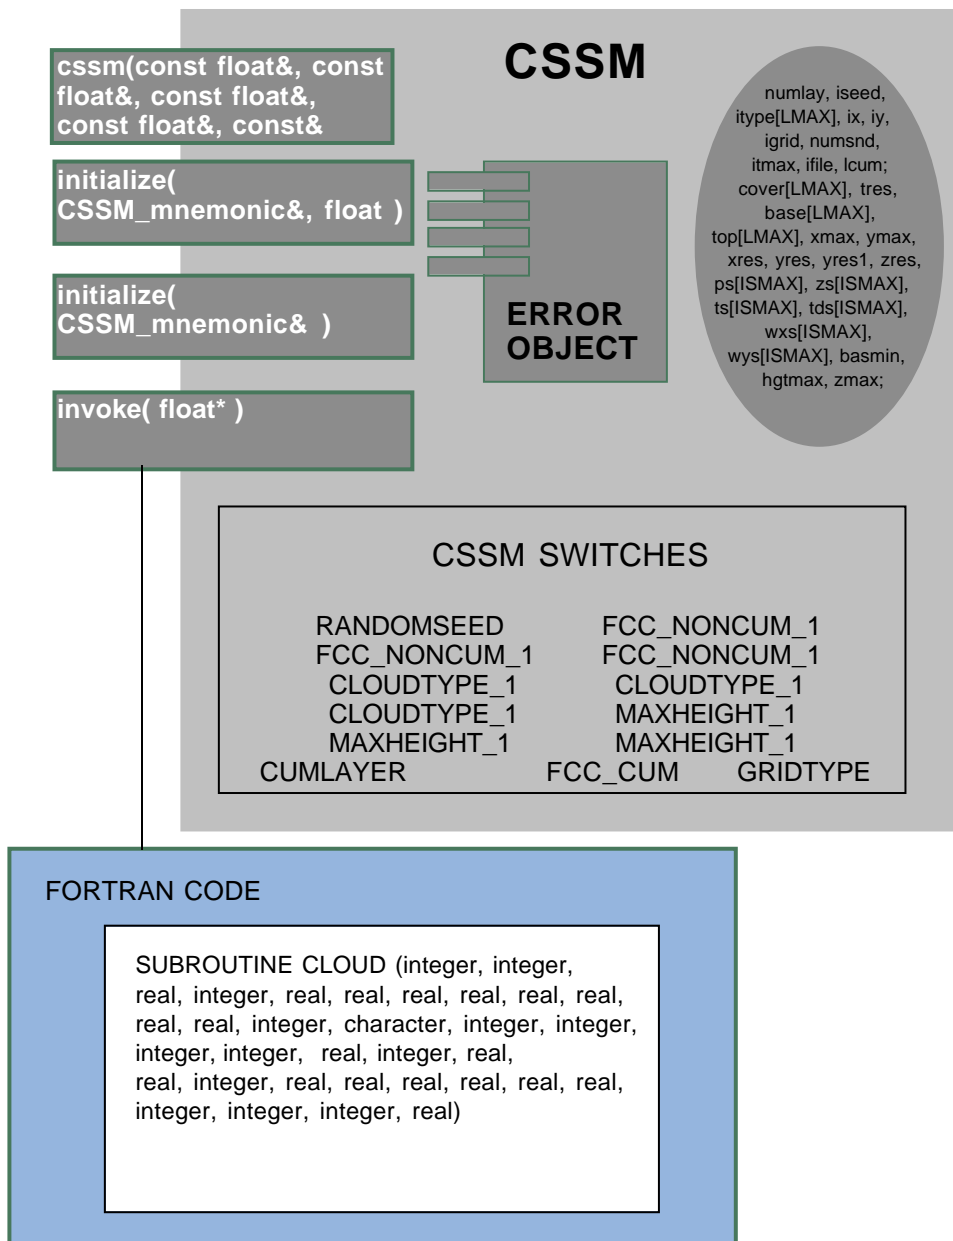 CSSM
cssm(const float&, const
float&, const float&,
const float&, const&
initialize(
CSSM_mnemonic&, float )
initialize(
CSSM_mnemonic& )
invoke( float* )
ERROR
OBJECT
numlay, iseed,
itype[LMAX], ix, iy,
igrid, numsnd,
itmax, ifile, lcum;
cover[LMAX], tres,
base[LMAX],
top[LMAX], xmax, ymax,
xres, yres, yres1, zres,
ps[ISMAX], zs[ISMAX],
ts[ISMAX], tds[ISMAX],
wxs[ISMAX],
wys[ISMAX], basmin,
hgtmax, zmax;
CSSM SWITCHES
RANDOMSEED FCC_NONCUM_1
FCC_NONCUM_1 FCC_NONCUM_1
CLOUDTYPE_1 CLOUDTYPE_1
CLOUDTYPE_1 MAXHEIGHT_1
MAXHEIGHT_1 MAXHEIGHT_1
CUMLAYER FCC_CUM GRIDTYPE
FORTRAN CODE
SUBROUTINE CLOUD (integer, integer,
real, integer, real, real, real, real, real, real,
real, real, integer, character, integer, integer,
integer, integer, real, integer, real,
real, integer, real, real, real, real, real, real,
integer, integer, integer, real)